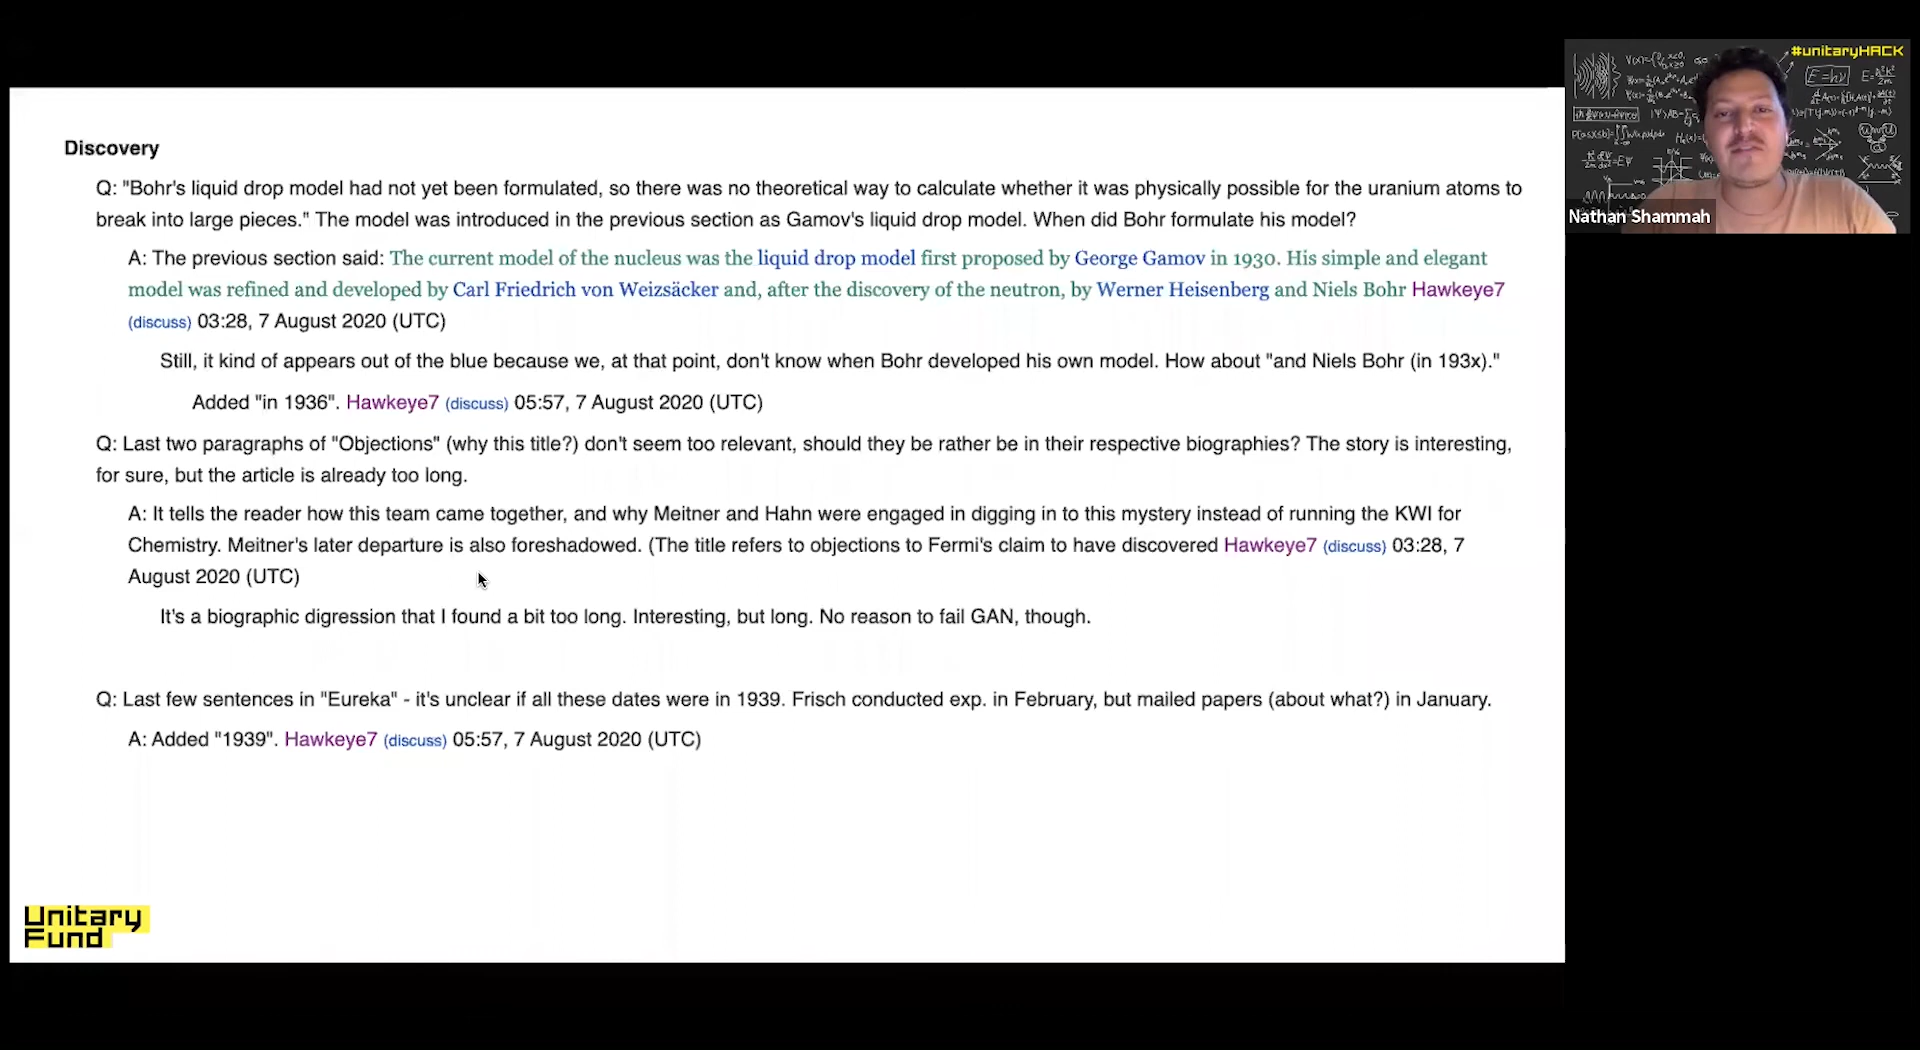 #unitaryHACK
Nathan Shammah
Discovery
Q: "Bohr's liquid drop model had not yet been formulated, so there was no theoretical way to calculate whether it was physically possible for the uranium atoms to
break into large pieces." The model was introduced in the previous section as Gamov's liquid drop model. When did Bohr formulate his model?
A: The previous section said: The current model of the nucleus was the liquid drop model first proposed by George Gamov in 1930. His simple and elegant
model was refined and developed by Carl Friedrich von Weizsäcker and, after the discovery of the neutron, by Werner Heisenberg and Niels Bohr Hawkeye7
(discuss) 03:28, 7 August 2020 (UTC)
Still, it kind of appears out of the blue because we, at that point, don't know when Bohr developed his own model. How about "and Niels Bohr (in 193x)."
Added "in 1936". Hawkeye7 (discuss) 05:57, 7 August 2020 (UTC)
Q: Last two paragraphs of "Objections" (why this title?) don't seem too relevant, should they be rather be in their respective biographies? The story is interesting,
for sure, but the article is already too long.
A: It tells the reader how this team came together, and why Meitner and Hahn were engaged in digging in to this mystery instead of running the KWI for
Chemistry. Meitner's later departure is also foreshadowed. (The title refers to objections to Fermi's claim to have discovered Hawkeye7 (discuss) 03:28, 7
August 2020 (UTC)
It's a biographic digression that I found a bit too long. Interesting, but long. No reason to fail GAN, though.
Q: Last few sentences in "Eureka" - it's unclear if all these dates were in 1939. Frisch conducted exp. in February, but mailed papers (about what?) in January.
A: Added "1939". Hawkeye7 (discuss) 05:57, 7 August 2020 (UTC)
Unitary
Fund